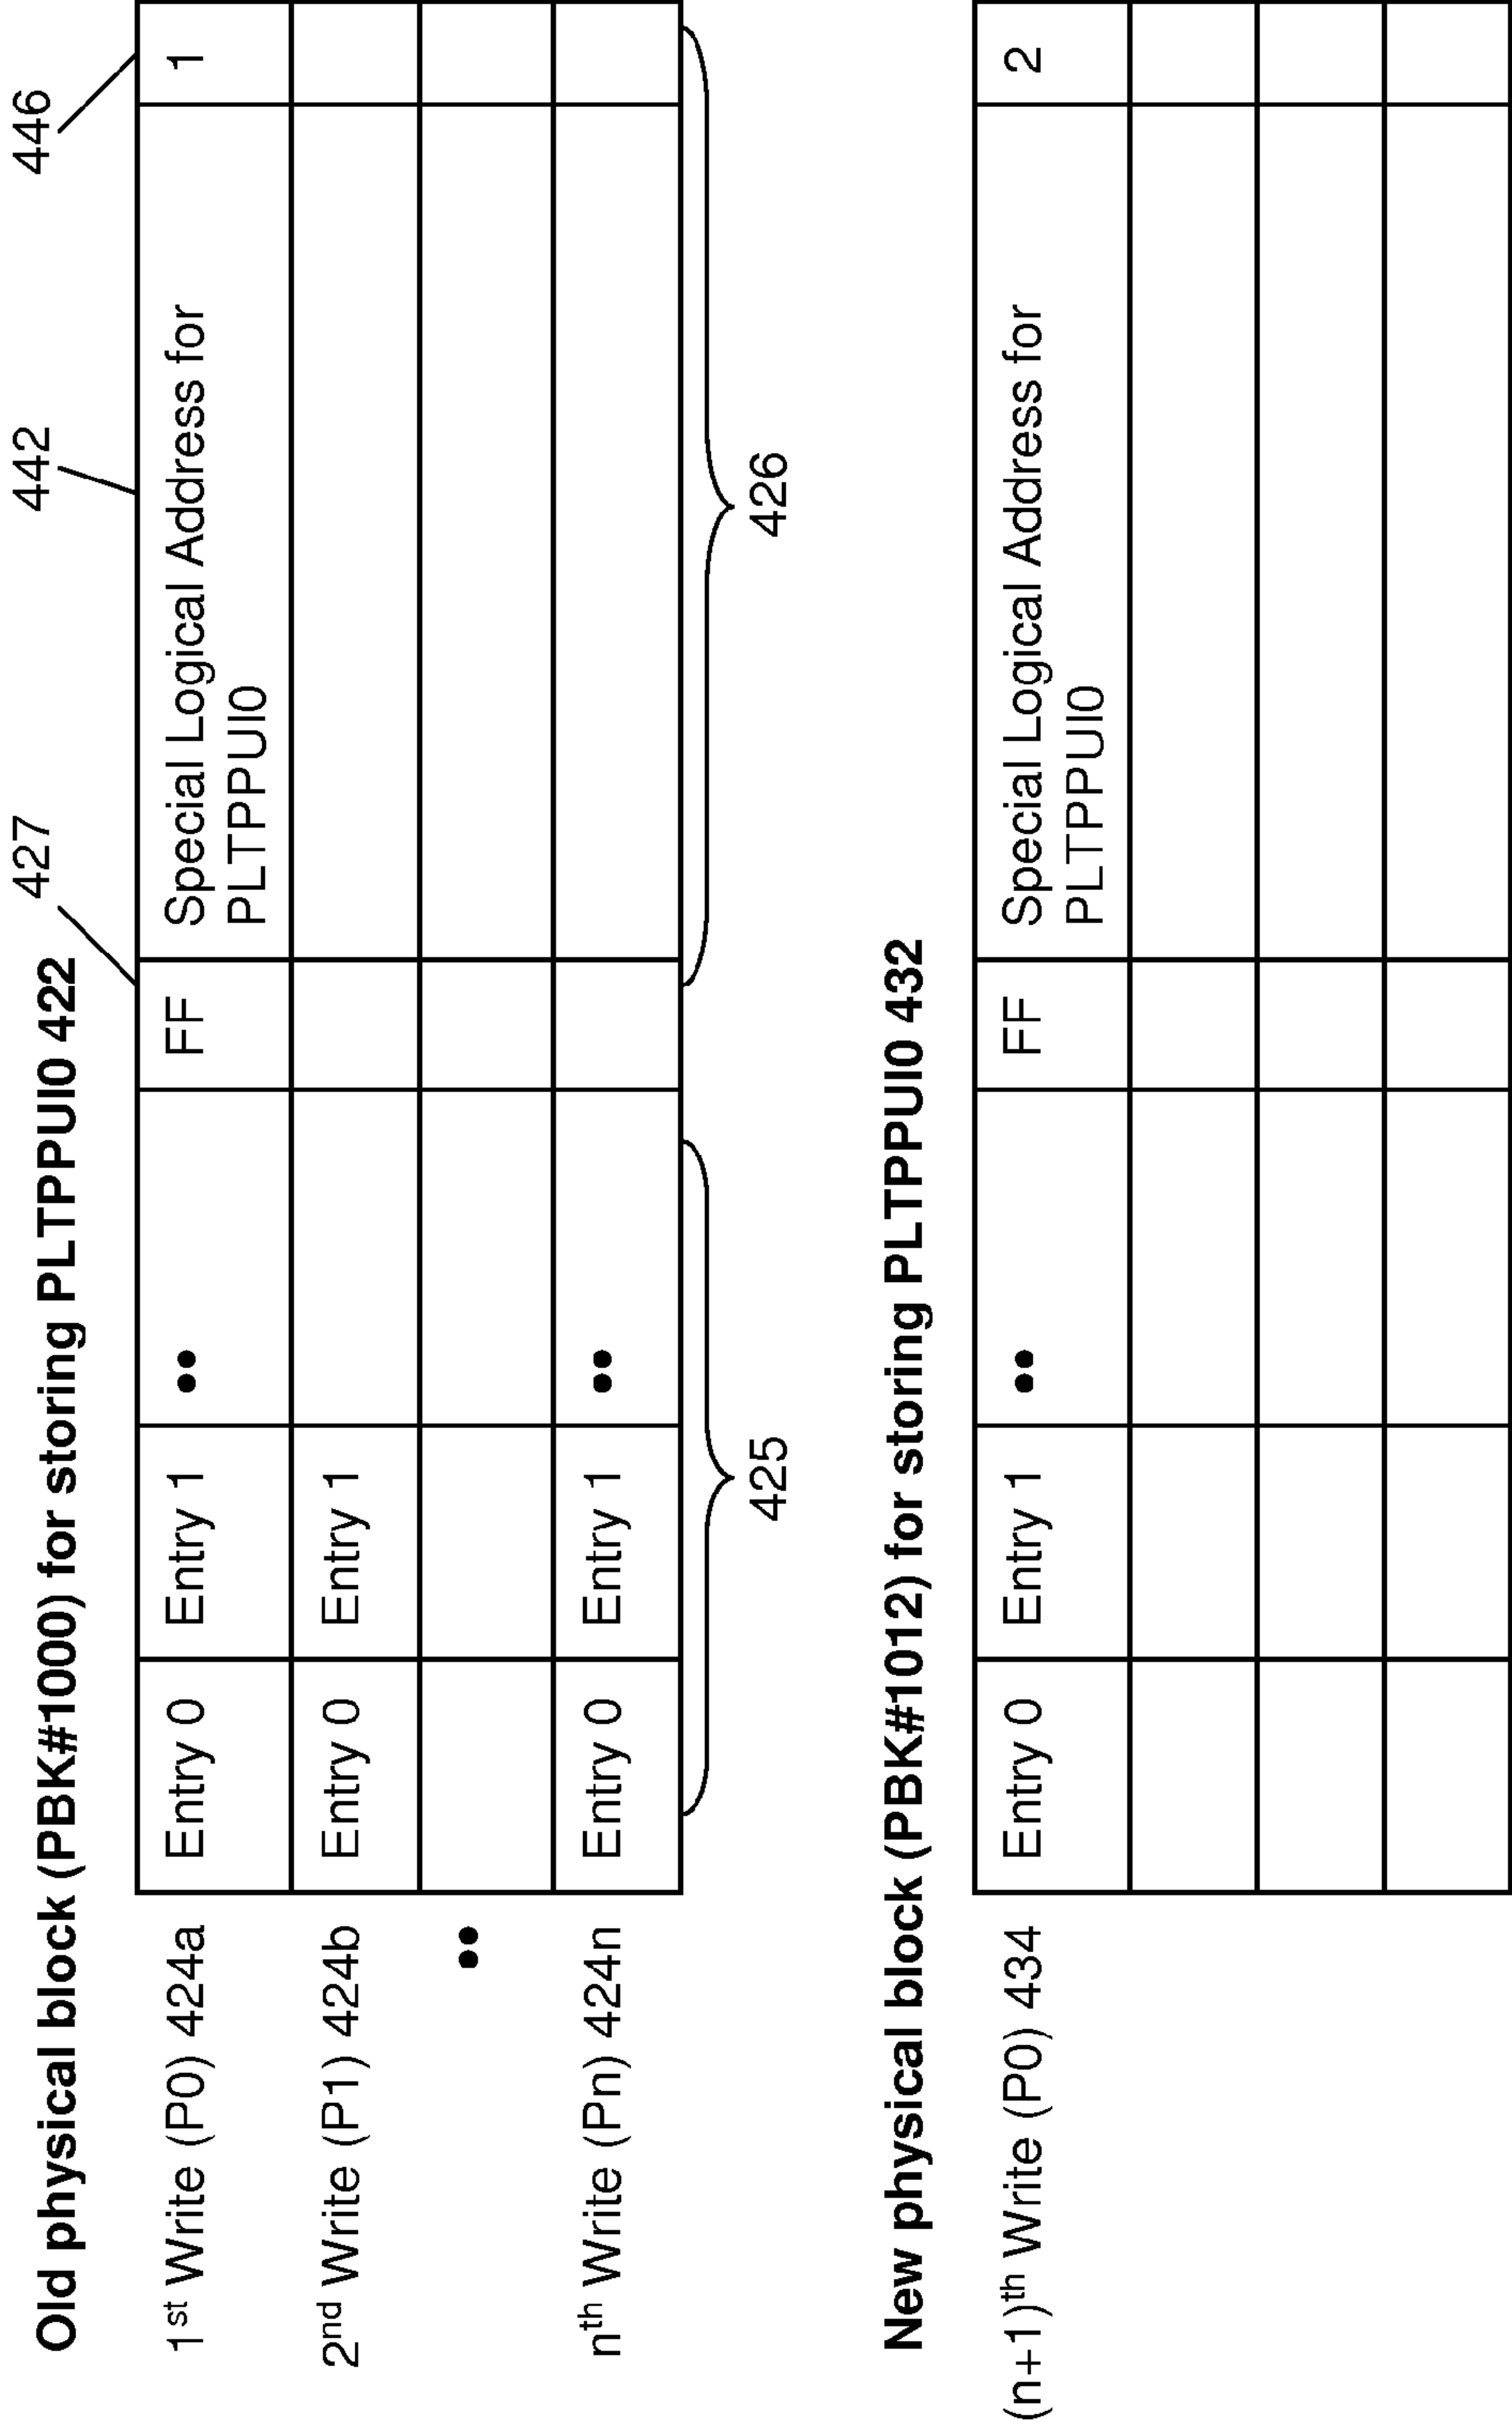 Old physical block (PBK#1000) for storing PLTPPUI0 422
427
442
446
1st Write (P0) 424a Entry 0 Entry 1 •• FF Special Logical Address for 1
PLTPPUI0
2nd Write (P1) 424b Entry 0 Entry 1
••
nth Write (Pn) 424n Entry 0 Entry 1 ••
425
426
New physical block (PBK#1012) for storing PLTPPUI0 432
(n+1)th Write (P0) 434 Entry 0 Entry 1 •• FF Special Logical Address for 2
PLTPPUI0